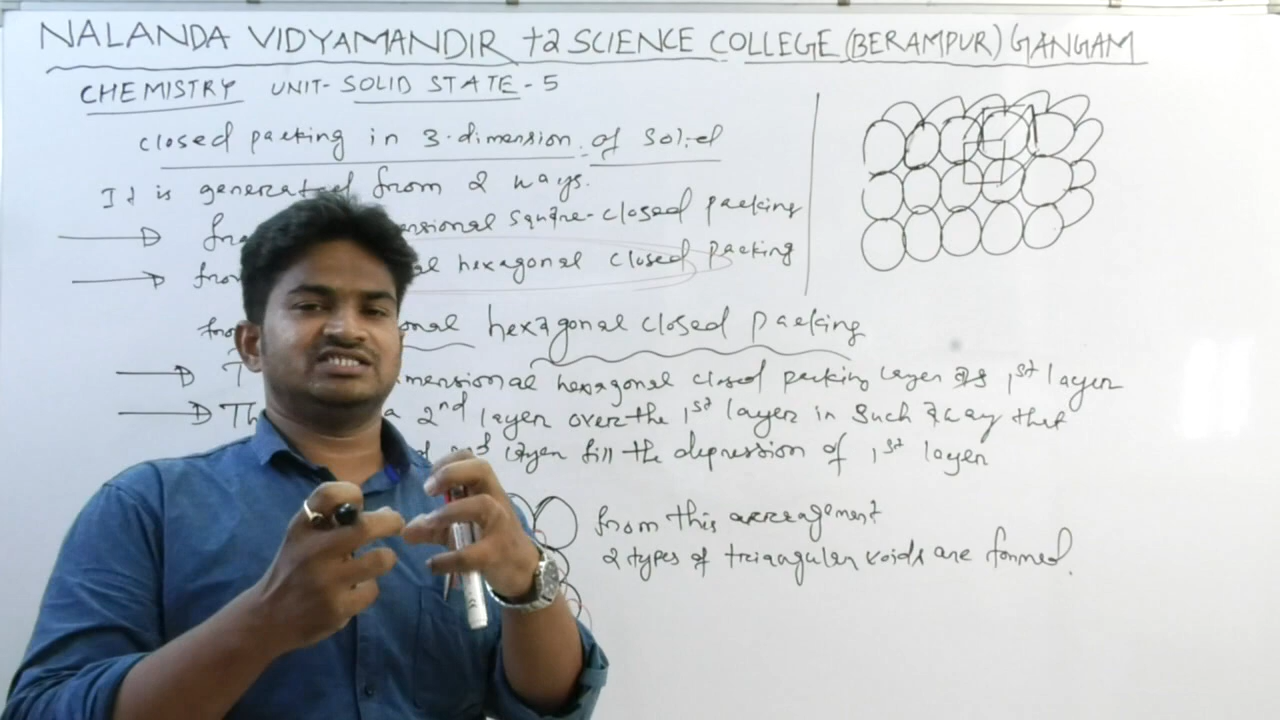 NALANDA VIDYAMANDIR +2 SCIENCE COLLEGE (BERAMPUR) GANGAM
CHEMISTRY UNIT- SOLID STATE - 5
closed packing in 3-dimension of solid
It is generated from 2 ways.
square-closed packing
hexagonal closed packing
hexagonal closed packing
hexagonal closed packing layer as 1st layer
a 2nd layer over the 1st layer in such a way that
layer fill the depression of 1st layer
from this arreagement
2 types of triangular voids are formed.